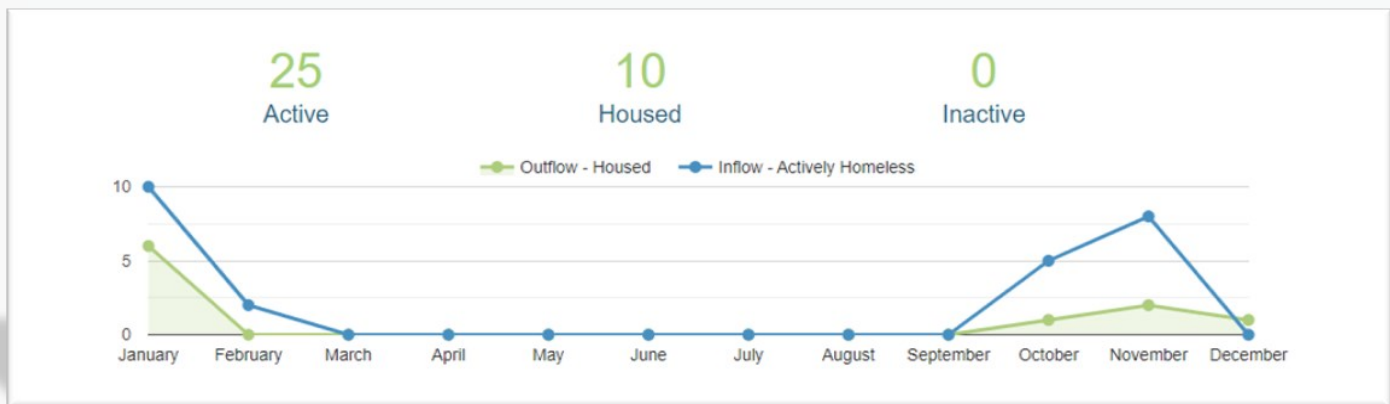 25 10 0
Active Housed Inactive
Outflow - Housed Inflow - Actively Homeless
10
5
0
January February March April May June July August September October November December